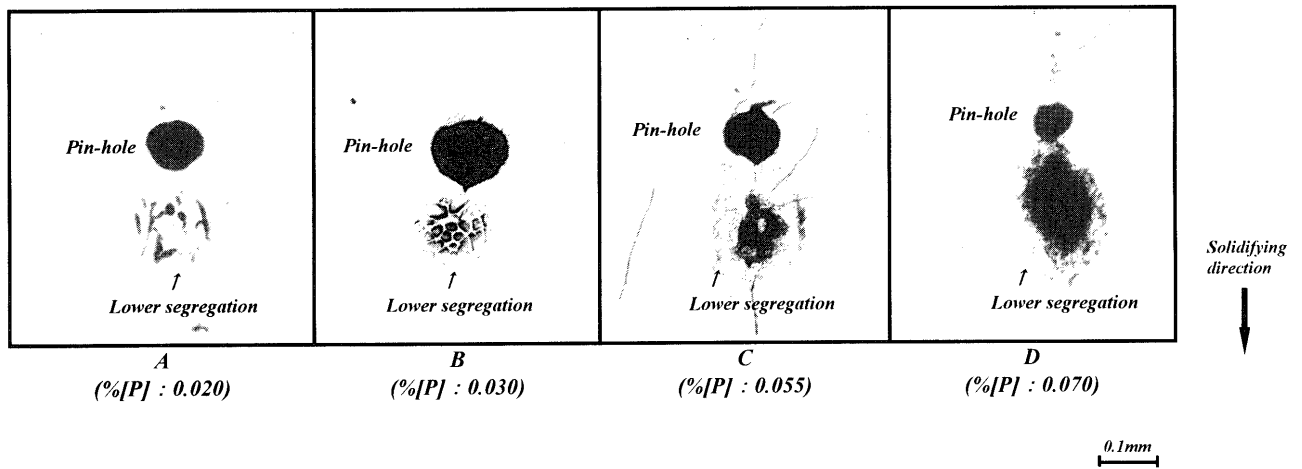 Pin-hole
Lower segregation
A
(%[P] : 0.020)
Pin-hole
Lower segregation
B
(%[P] : 0.030)
Pin-hole
Lower segregation
C
(%[P] : 0.055)
Pin-hole
Lower segregation
D
(%[P] : 0.070)
Solidifying
direction
0.1mm